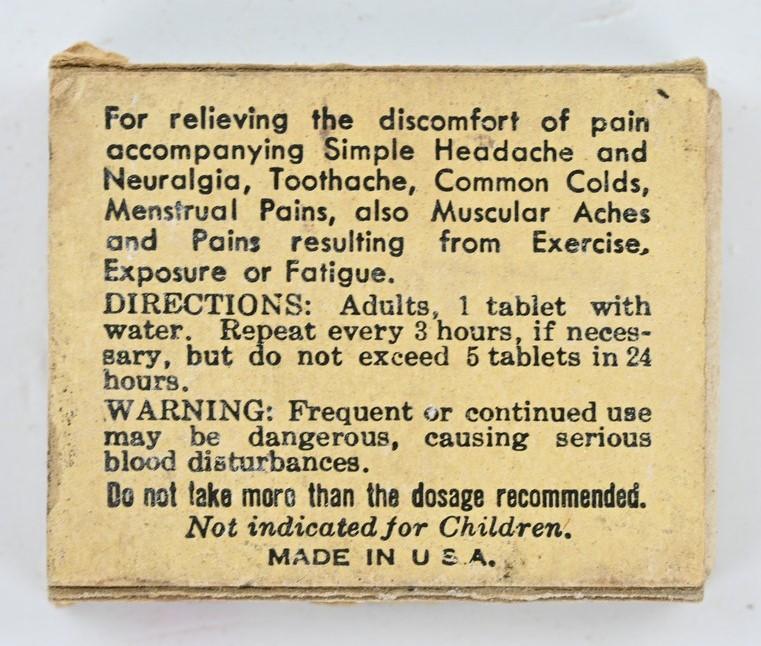 For relieving the discomfort of pain
accompanying Simple Headache and
Neuralgia, Toothache, Common Colds,
Menstrual Pains, also Muscular Aches
and Pains resulting from Exercise,
Exposure or Fatigue.
DIRECTIONS: Adults, 1 tablet with
water. Repeat every 3 hours, if neces-
sary, but do not exceed 5 tablets in 24
hours.
WARNING: Frequent or continued use
may be dangerous, causing serious
blood disturbances.
Do not take more than the dosage recommended.
Not indicated for Children.
MADE IN U S A.